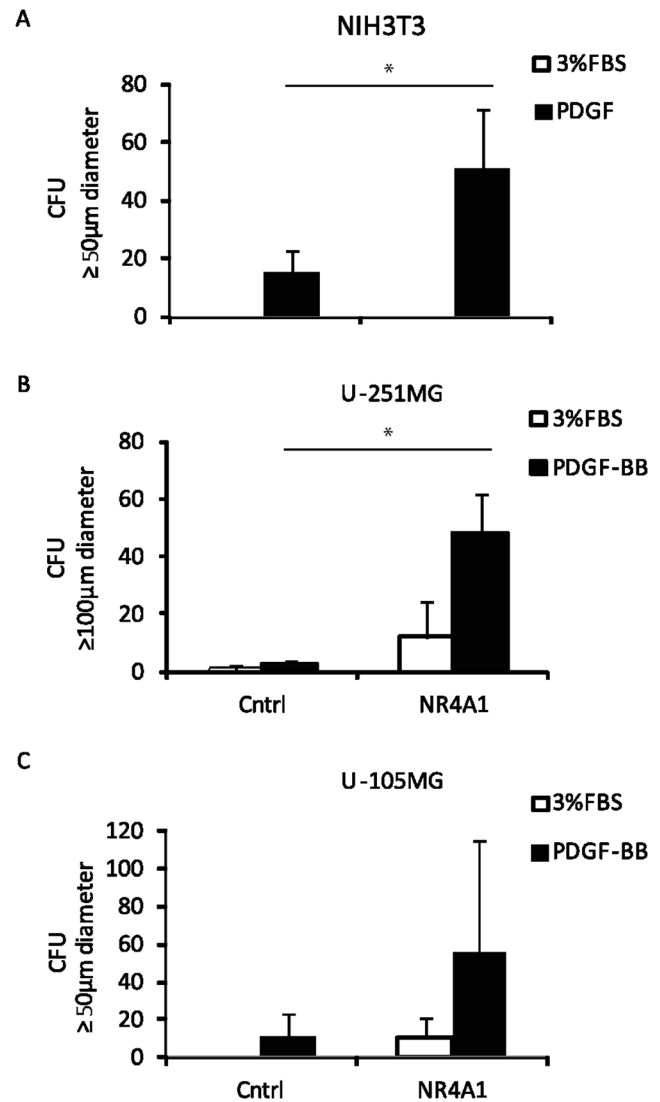 A
NIH3T3
3%FBS
PDGF
*
80
60
40
20
0
CFU
≥50μm diameter
B
U-251MG
3%FBS
PDGF-BB
*
80
60
40
20
0
CFU
≥100μm diameter
Cntrl
NR4A1
C
U-105MG
3%FBS
PDGF-BB
120
100
80
60
40
20
0
CFU
≥50μm diameter
Cntrl
NR4A1